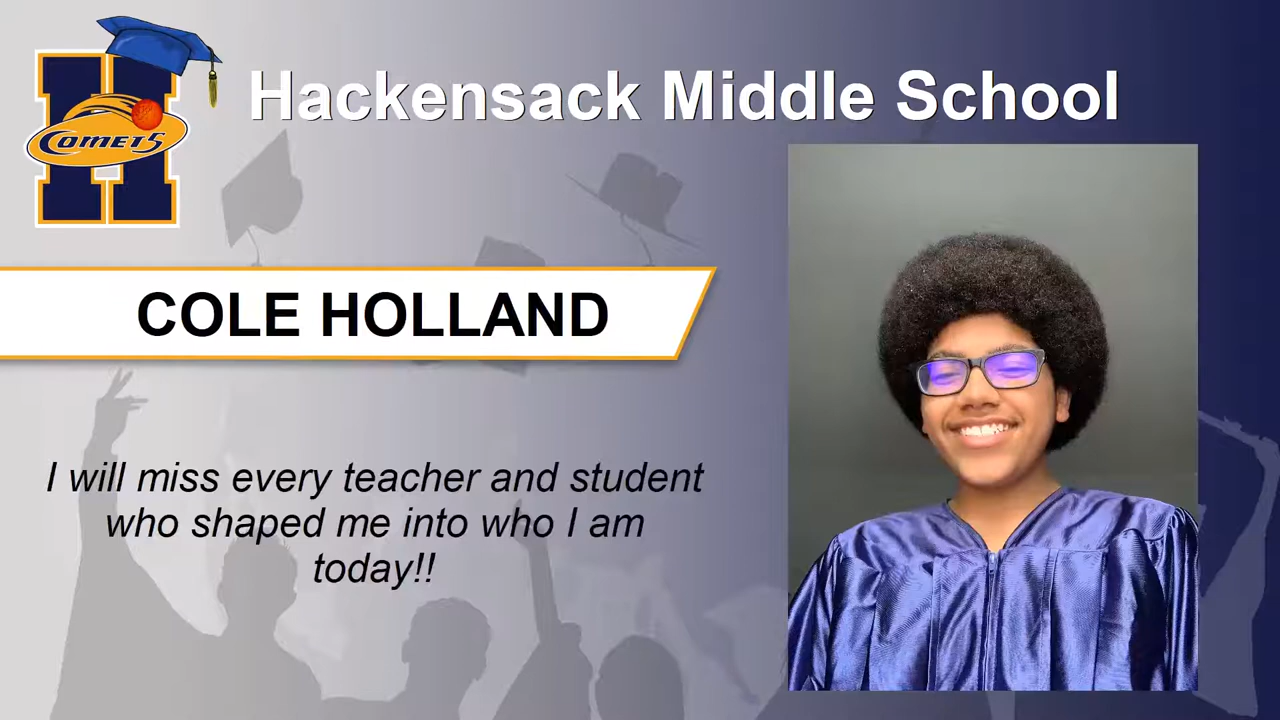 Hackensack Middle School
COMETS
COLE HOLLAND
I will miss every teacher and student
who shaped me into who I am
today!!